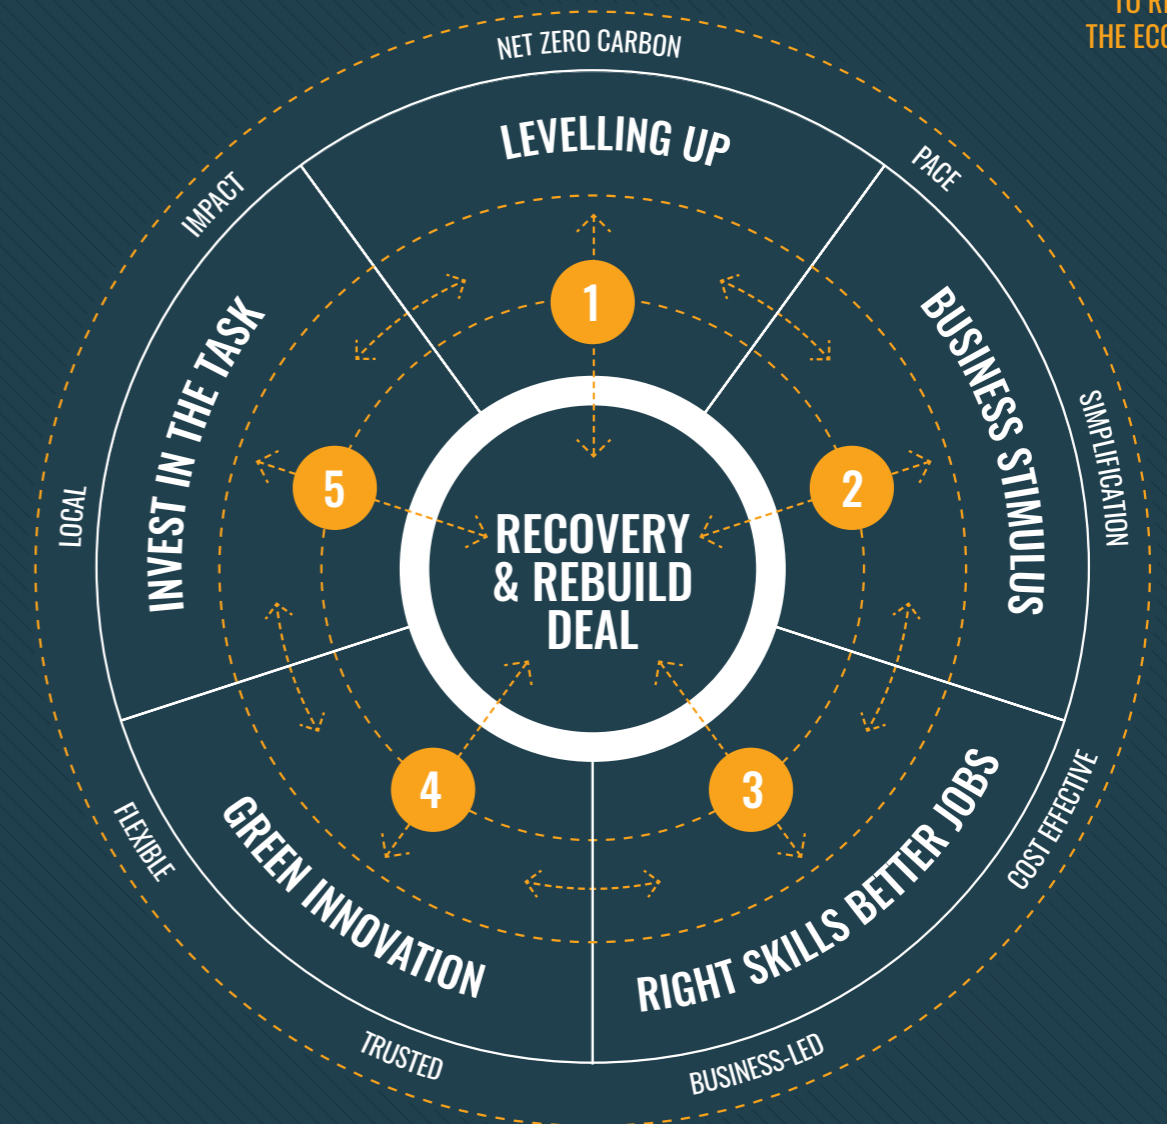 THE
NET ZERO CARBON
PACE
SIMPLIFICATION
COST EFFECTIVE
BUSINESS-LED
TRUSTED
FLEXIBLE
LOCAL
IMPACT
LEVELLING UP
BUSINESS STIMULUS
RIGHT SKILLS BETTER JOBS
GREEN INNOVATION
INVEST IN THE TASK
1
2
3
4
5
RECOVERY
& REBUILD
DEAL